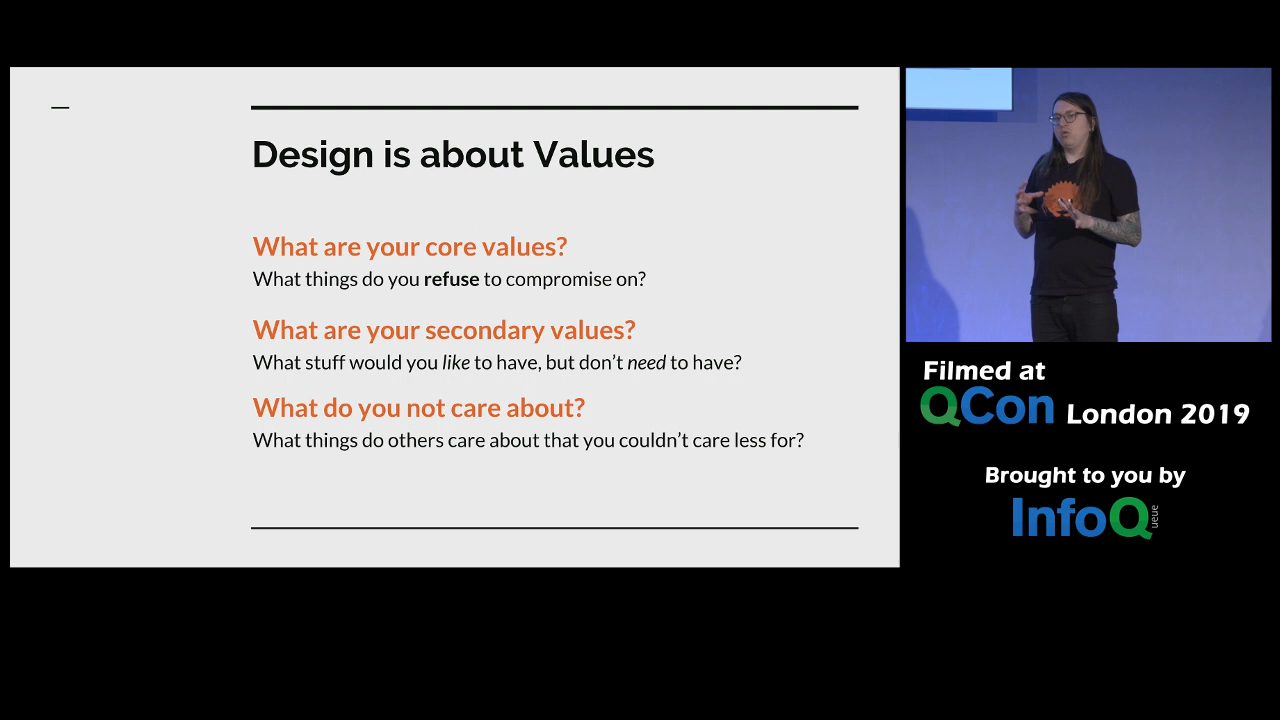 Design is about Values
What are your core values?
What things do you refuse to compromise on?
What are your secondary values?
What stuff would you like to have, but don't need to have?
What do you not care about?
What things do others care about that you couldn't care less for?
Filmed at
QCon London 2019
Brought to you by
InfoQ
ueue